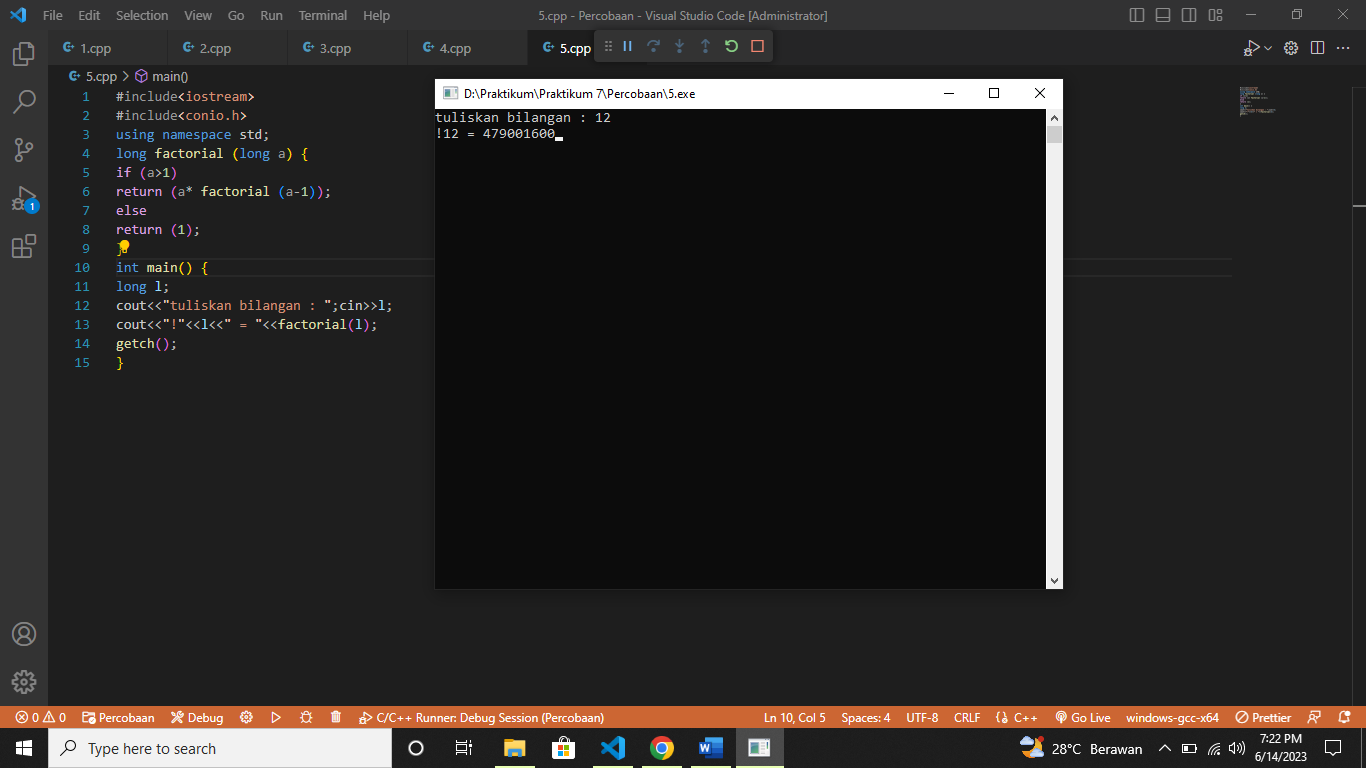 File Edit Selection View Go Run Terminal Help 5.cpp - Percobaan - Visual Studio Code [Administrator]
1.cpp 2.cpp 3.cpp 4.cpp 5.cpp
5.cpp > main()
1 #include<iostream>
2 #include<conio.h>
3 using namespace std;
4 long factorial (long a) {
5 if (a>1)
6 return (a* factorial (a-1));
7 else
8 return (1);
9
10 int main() {
11 long l;
12 cout<<"tuliskan bilangan : ";cin>>l;
13 cout<<"!"<<l<<" = "<<factorial(l);
14 getch();
15 }
D:\Praktikum\Praktikum 7\Percobaan\5.exe
tuliskan bilangan : 12
!12 = 479001600
1
0 0 Percobaan Debug C/C++ Runner: Debug Session (Percobaan) Ln 10, Col 5 Spaces: 4 UTF-8 CRLF {} C++ Go Live windows-gcc-x64 Prettier
Type here to search 28°C Berawan 7:22 PM
6/14/2023